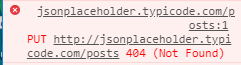 jsonplaceholder.typicode.com/p
osts:1
PUT http://jsonplaceholder.typi
code.com/posts 404 (Not Found)